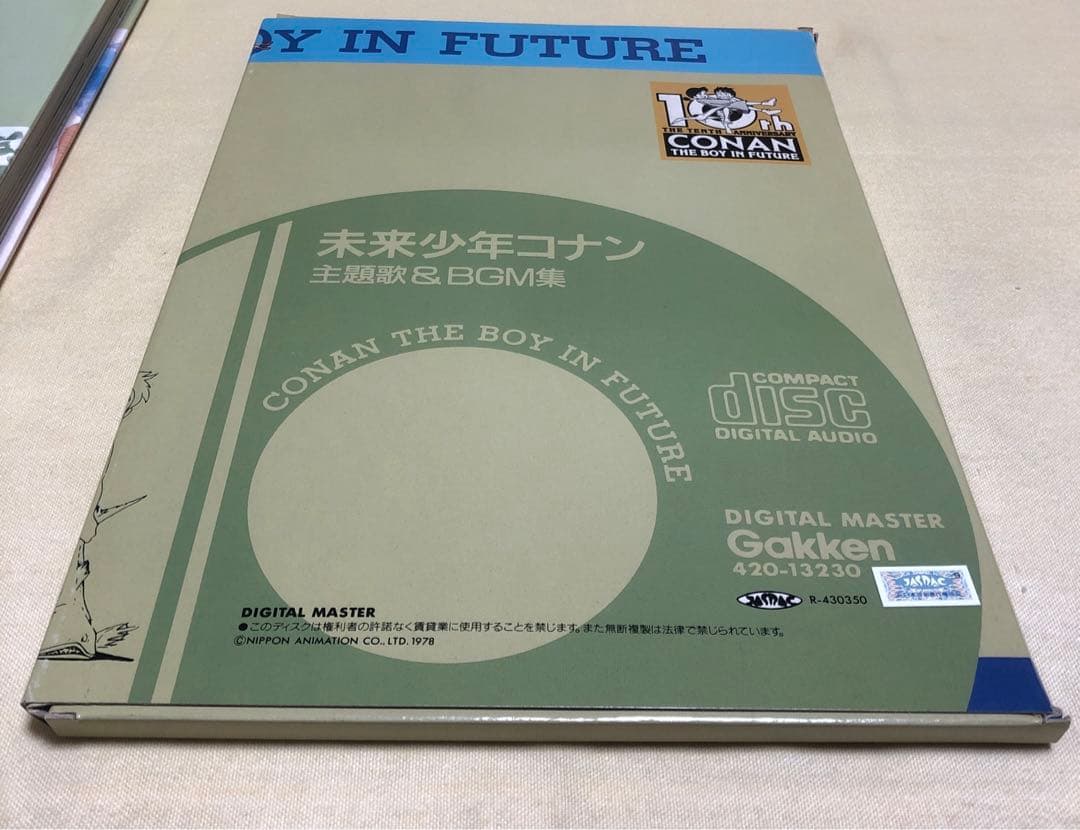 OY IN FUTURE
10th
THE TENTH ANNIVERSARY
CONAN
THE BOY IN FUTURE
未来少年コナン
主題歌&BGM集
CONAN THE BOY IN FUTURE
COMPACT
disc
DIGITAL AUDIO
DIGITAL MASTER
Gakken
420-13230
JASRAC R-430350
JASRAC
DIGITAL MASTER
●このディスクは権利者の許諾なく賃貸業に使用することを禁じます。また無断複製は法律で禁じられています。
©NIPPON ANIMATION CO., LTD. 1978